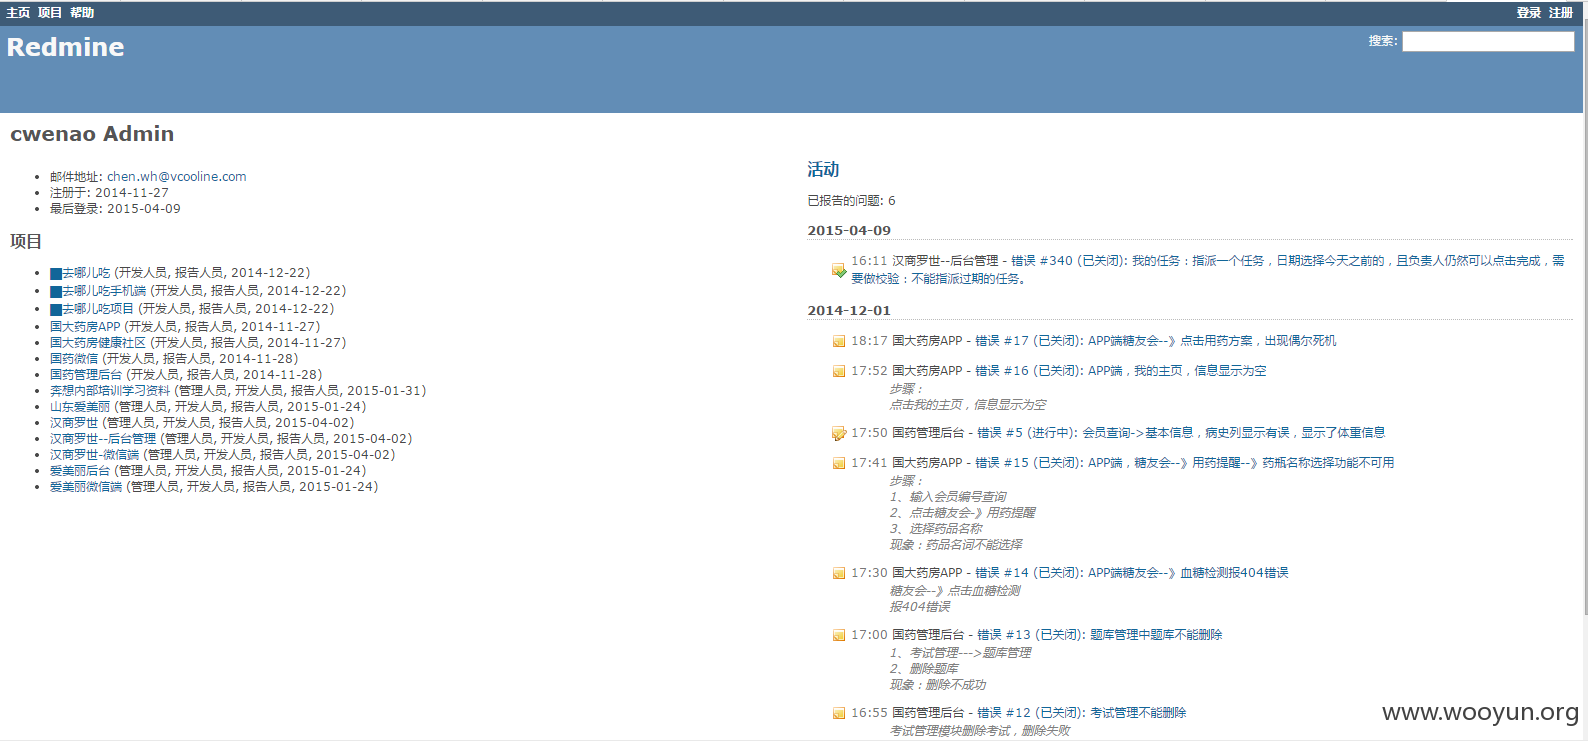 主页 项目 帮助
登录 注册
Redmine
搜索:
cwenao Admin
邮件地址: chen.wh@vcooline.com
注册于: 2014-11-27
最后登录: 2015-04-09
项目
去哪儿吃 (开发人员, 报告人员, 2014-12-22)
去哪儿吃手机端 (开发人员, 报告人员, 2014-12-22)
去哪儿吃项目 (开发人员, 报告人员, 2014-12-22)
国大药房APP (开发人员, 报告人员, 2014-11-27)
国大药房健康社区 (开发人员, 报告人员, 2014-11-27)
国药微信 (开发人员, 报告人员, 2014-11-28)
国药管理后台 (开发人员, 报告人员, 2014-11-28)
奔想内部培训学习资料 (管理人员, 开发人员, 报告人员, 2015-01-31)
山东爱美丽 (管理人员, 开发人员, 报告人员, 2015-01-24)
汉商罗世 (管理人员, 开发人员, 报告人员, 2015-04-02)
汉商罗世--后台管理 (管理人员, 开发人员, 报告人员, 2015-04-02)
汉商罗世-微信端 (管理人员, 开发人员, 报告人员, 2015-04-02)
爱美丽后台 (管理人员, 开发人员, 报告人员, 2015-01-24)
爱美丽微信端 (管理人员, 开发人员, 报告人员, 2015-01-24)
活动
已报告的问题: 6
2015-04-09
16:11 汉商罗世--后台管理 - 错误 #340 (已关闭): 我的任务：指派一个任务，日期选择今天之前的，且负责人仍然可以点击完成，需
要做校验：不能指派过期的任务。
2014-12-01
18:17 国大药房APP - 错误 #17 (已关闭): APP端糖友会--》点击用药方案，出现偶尔死机
17:52 国大药房APP - 错误 #16 (已关闭): APP端，我的主页，信息显示为空
步骤：
点击我的主页，信息显示为空
17:50 国药管理后台 - 错误 #5 (进行中): 会员查询->基本信息，病史列显示有误，显示了体重信息
17:41 国大药房APP - 错误 #15 (已关闭): APP端，糖友会--》用药提醒--》药瓶名称选择功能不可用
步骤：
1、输入会员编号查询
2、点击糖友会-》用药提醒
3、选择药品名称
现象：药品名词不能选择
17:30 国大药房APP - 错误 #14 (已关闭): APP端糖友会--》血糖检测报404错误
糖友会--》点击血糖检测
报404错误
17:00 国药管理后台 - 错误 #13 (已关闭): 题库管理中题库不能删除
1、考试管理--->题库管理
2、删除题库
现象：删除不成功
16:55 国药管理后台 - 错误 #12 (已关闭): 考试管理不能删除
考试管理模块删除考试，删除失败
www.wooyun.org